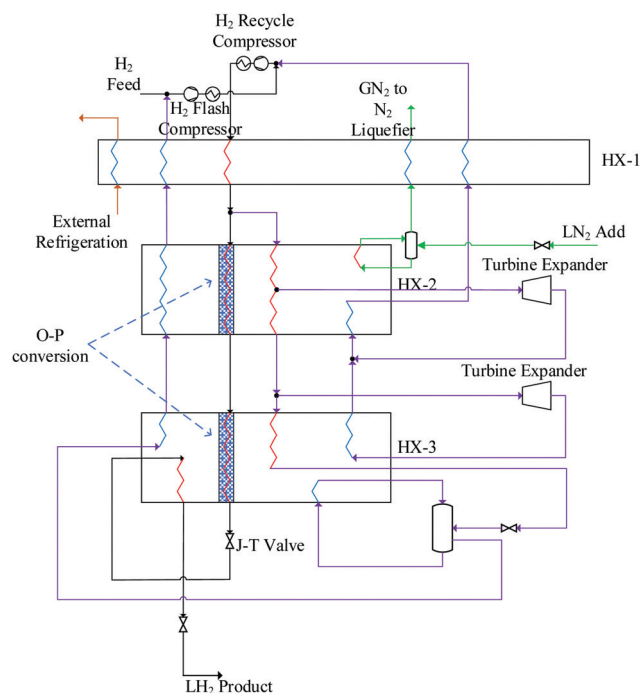 H2 Recycle
Compressor
H2
Feed
H2 Flash
Compressor
GN2 to
N2
Liquefier
HX-1
External
Refrigeration
LN2 Add
HX-2
Turbine Expander
O-P
conversion
Turbine Expander
HX-3
J-T Valve
LH2 Product